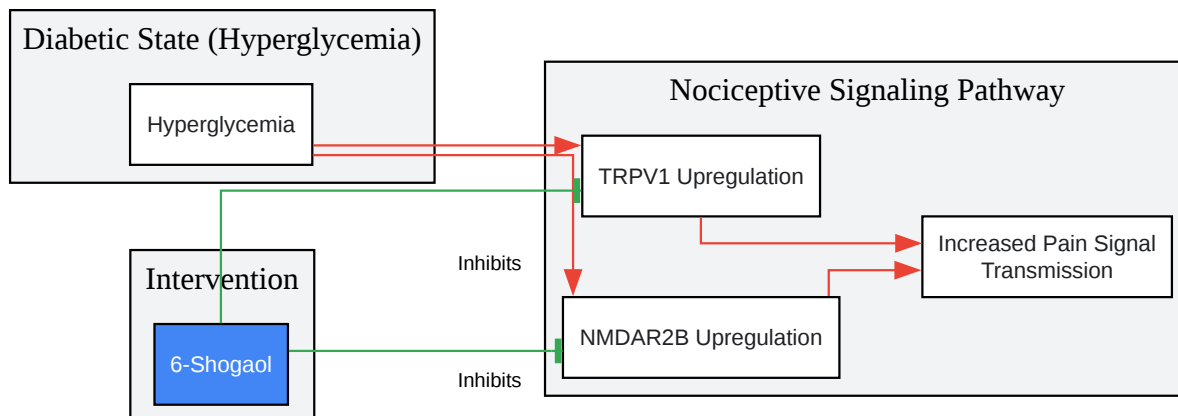 Diabetic State (Hyperglycemia)
Hyperglycemia
Nociceptive Signaling Pathway
TRPV1 Upregulation
Increased Pain Signal
Transmission
Inhibits
Intervention
NMDAR2B Upregulation
6-Shogaol
Inhibits